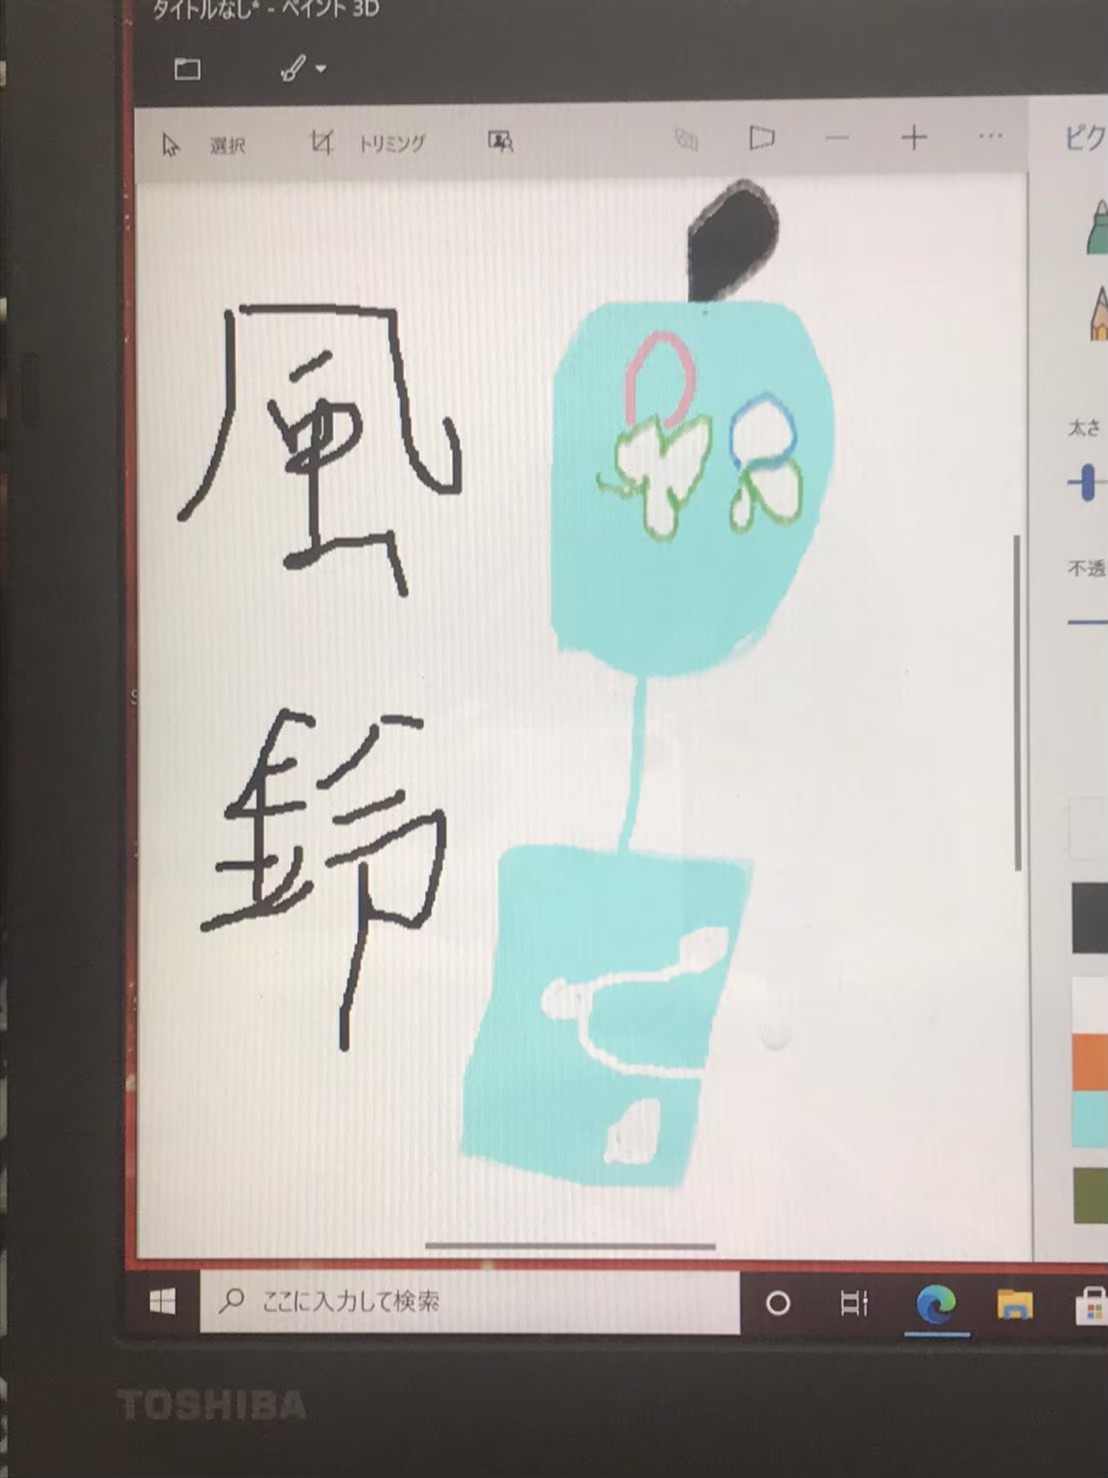 タイトルなし* - ペイント 3D
選択 トリミング
ピク
太さ
不透
風
鈴
ここに入力して検索
TOSHIBA